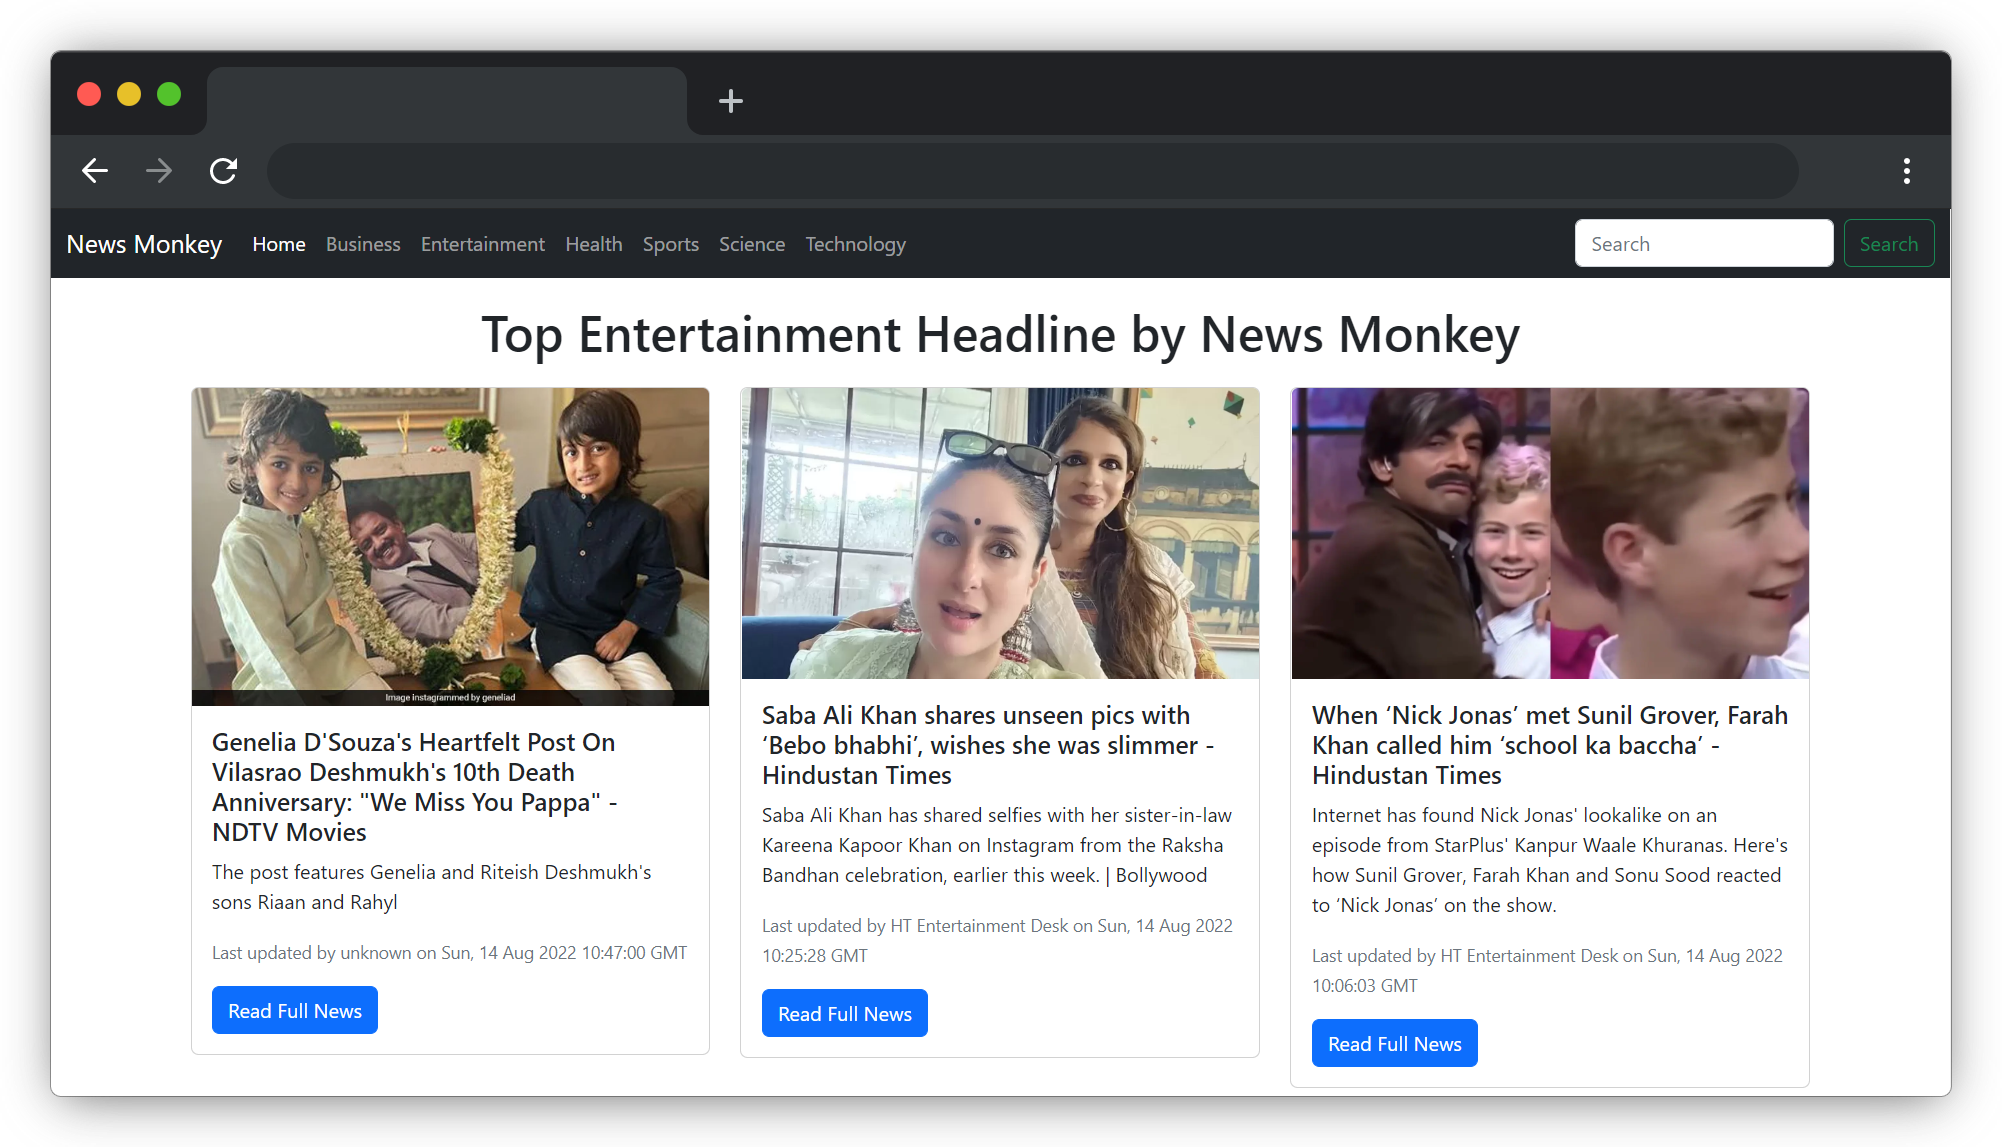 News Monkey Home Business Entertainment Health Sports Science Technology Search Search
Top Entertainment Headline by News Monkey
Image instagrammed by geneliad
Genelia D'Souza's Heartfelt Post On
Vilasrao Deshmukh's 10th Death
Anniversary: "We Miss You Pappa" -
NDTV Movies
The post features Genelia and Riteish Deshmukh's
sons Riaan and Rahyl
Last updated by unknown on Sun, 14 Aug 2022 10:47:00 GMT
Read Full News
Saba Ali Khan shares unseen pics with
‘Bebo bhabhi’, wishes she was slimmer -
Hindustan Times
Saba Ali Khan has shared selfies with her sister-in-law
Kareena Kapoor Khan on Instagram from the Raksha
Bandhan celebration, earlier this week. | Bollywood
Last updated by HT Entertainment Desk on Sun, 14 Aug 2022
10:25:28 GMT
Read Full News
When ‘Nick Jonas’ met Sunil Grover, Farah
Khan called him ‘school ka baccha’ -
Hindustan Times
Internet has found Nick Jonas' lookalike on an
episode from StarPlus' Kanpur Waale Khuranas. Here's
how Sunil Grover, Farah Khan and Sonu Sood reacted
to ‘Nick Jonas’ on the show.
Last updated by HT Entertainment Desk on Sun, 14 Aug 2022
10:06:03 GMT
Read Full News